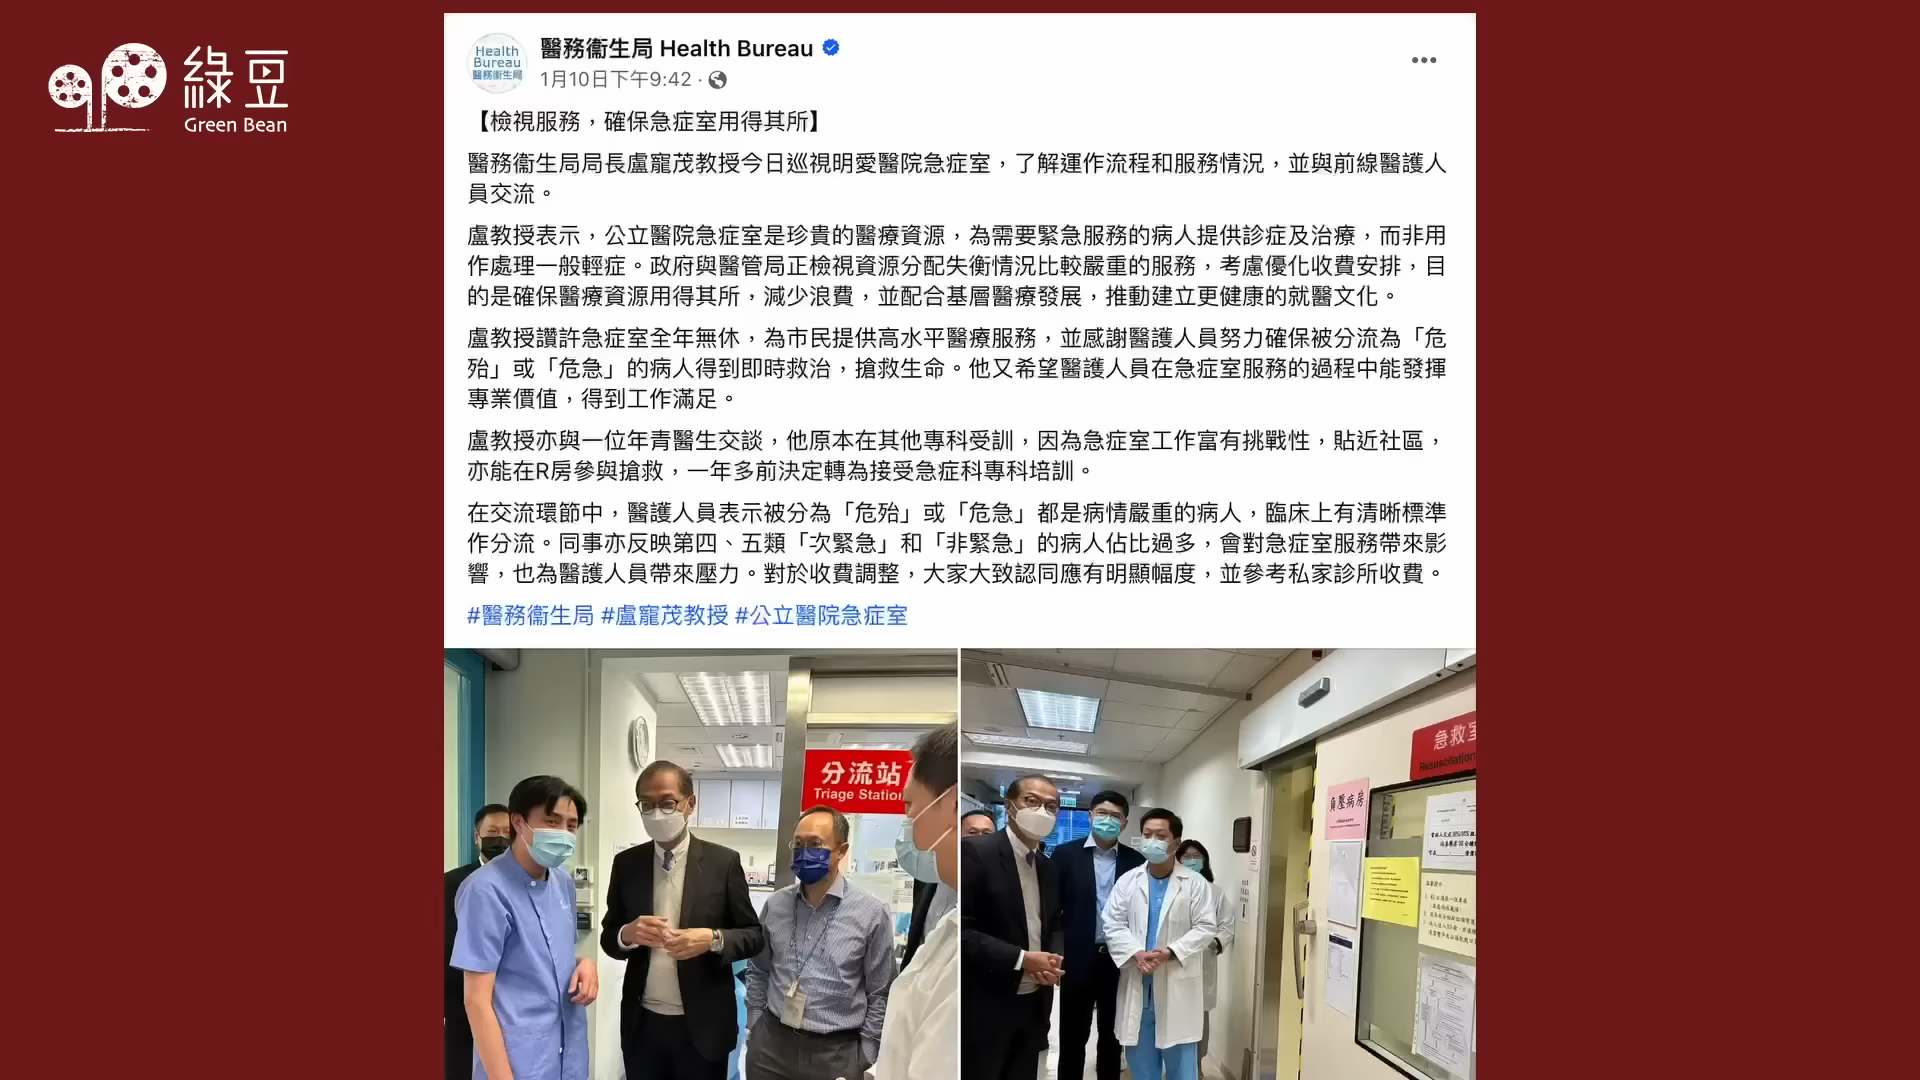 綠豆
Green Bean
Health
Bureau
醫務衞生局
醫務衞生局 Health Bureau
1月10日下午9:42 ·
【檢視服務，確保急症室用得其所】
醫務衞生局局長盧寵茂教授今日巡視明愛醫院急症室，了解運作流程和服務情況，並與前線醫護人
員交流。
盧教授表示，公立醫院急症室是珍貴的醫療資源，為需要緊急服務的病人提供診症及治療，而非用
作處理一般輕症。政府與醫管局正檢視資源分配失衡情況比較嚴重的服務，考慮優化收費安排，目
的是確保醫療資源用得其所，減少浪費，並配合基層醫療發展，推動建立更健康的就醫文化。
盧教授讚許急症室全年無休，為市民提供高水平醫療服務，並感謝醫護人員努力確保被分流為「危
殆」或「危急」的病人得到即時救治，搶救生命。他又希望醫護人員在急症室服務的過程中能發揮
專業價值，得到工作滿足。
盧教授亦與一位年青醫生交談，他原本在其他專科受訓，因為急症室工作富有挑戰性，貼近社區，
亦能在R房參與搶救，一年多前決定轉為接受急症科專科培訓。
在交流環節中，醫護人員表示被分為「危殆」或「危急」都是病情嚴重的病人，臨床上有清晰標準
作分流。同事亦反映第四、五類「次緊急」和「非緊急」的病人佔比過多，會對急症室服務帶來影
響，也為醫護人員帶來壓力。對於收費調整，大家大致認同應有明顯幅度，並參考私家診所收費。
#醫務衞生局 #盧寵茂教授 #公立醫院急症室
分流站
Triage Station
急救室
Resuscitation
負壓病房